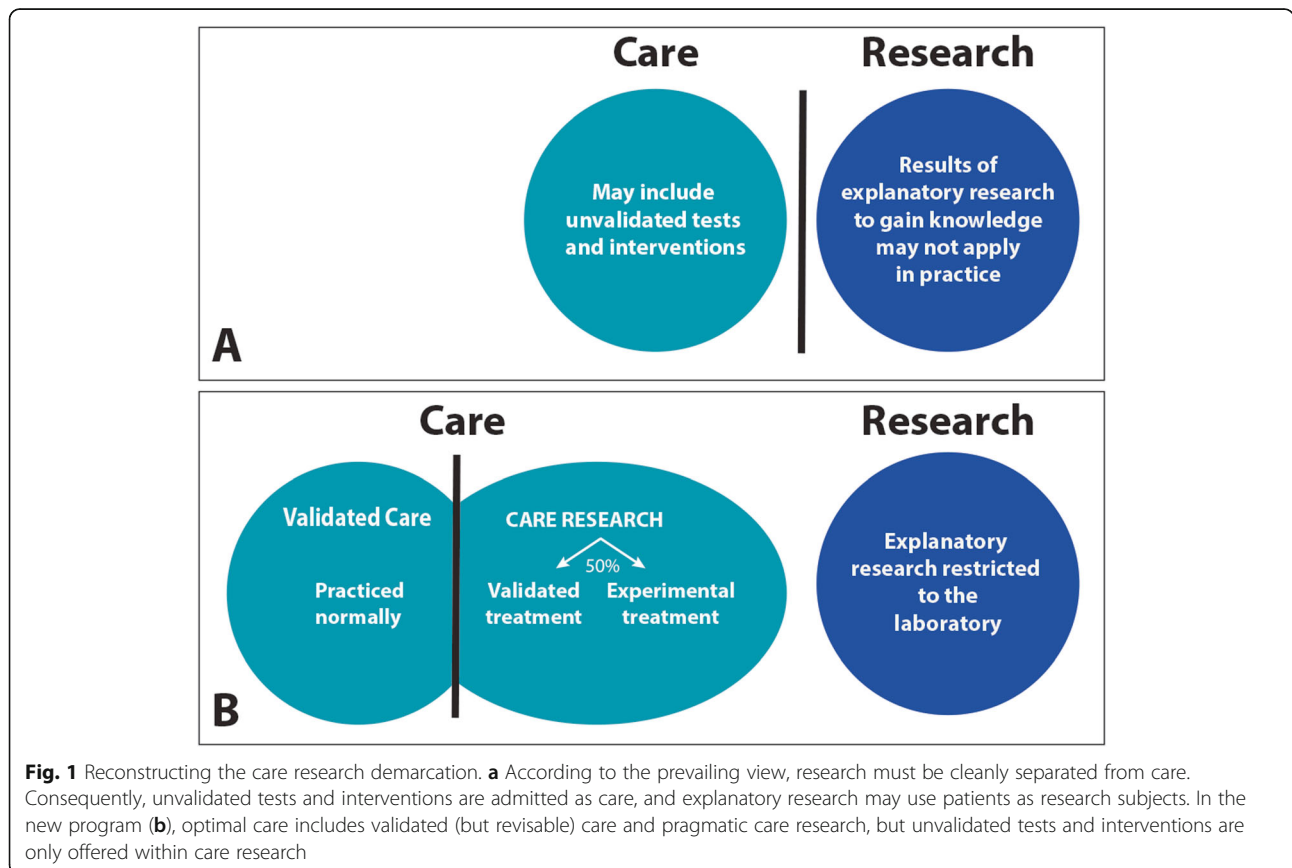 Care
Research
May include
unvalidated tests
and interventions
Results of
explanatory research
to gain knowledge
may not apply
in practice
A
Care
Research
Validated Care
Practiced
normally
CARE RESEARCH
50%
Validated
treatment
Experimental
treatment
Explanatory
research restricted
to the
laboratory
B
Fig. 1 Reconstructing the care research demarcation. a According to the prevailing view, research must be cleanly separated from care.
Consequently, unvalidated tests and interventions are admitted as care, and explanatory research may use patients as research subjects. In the
new program (b), optimal care includes validated (but revisable) care and pragmatic care research, but unvalidated tests and interventions are
only offered within care research